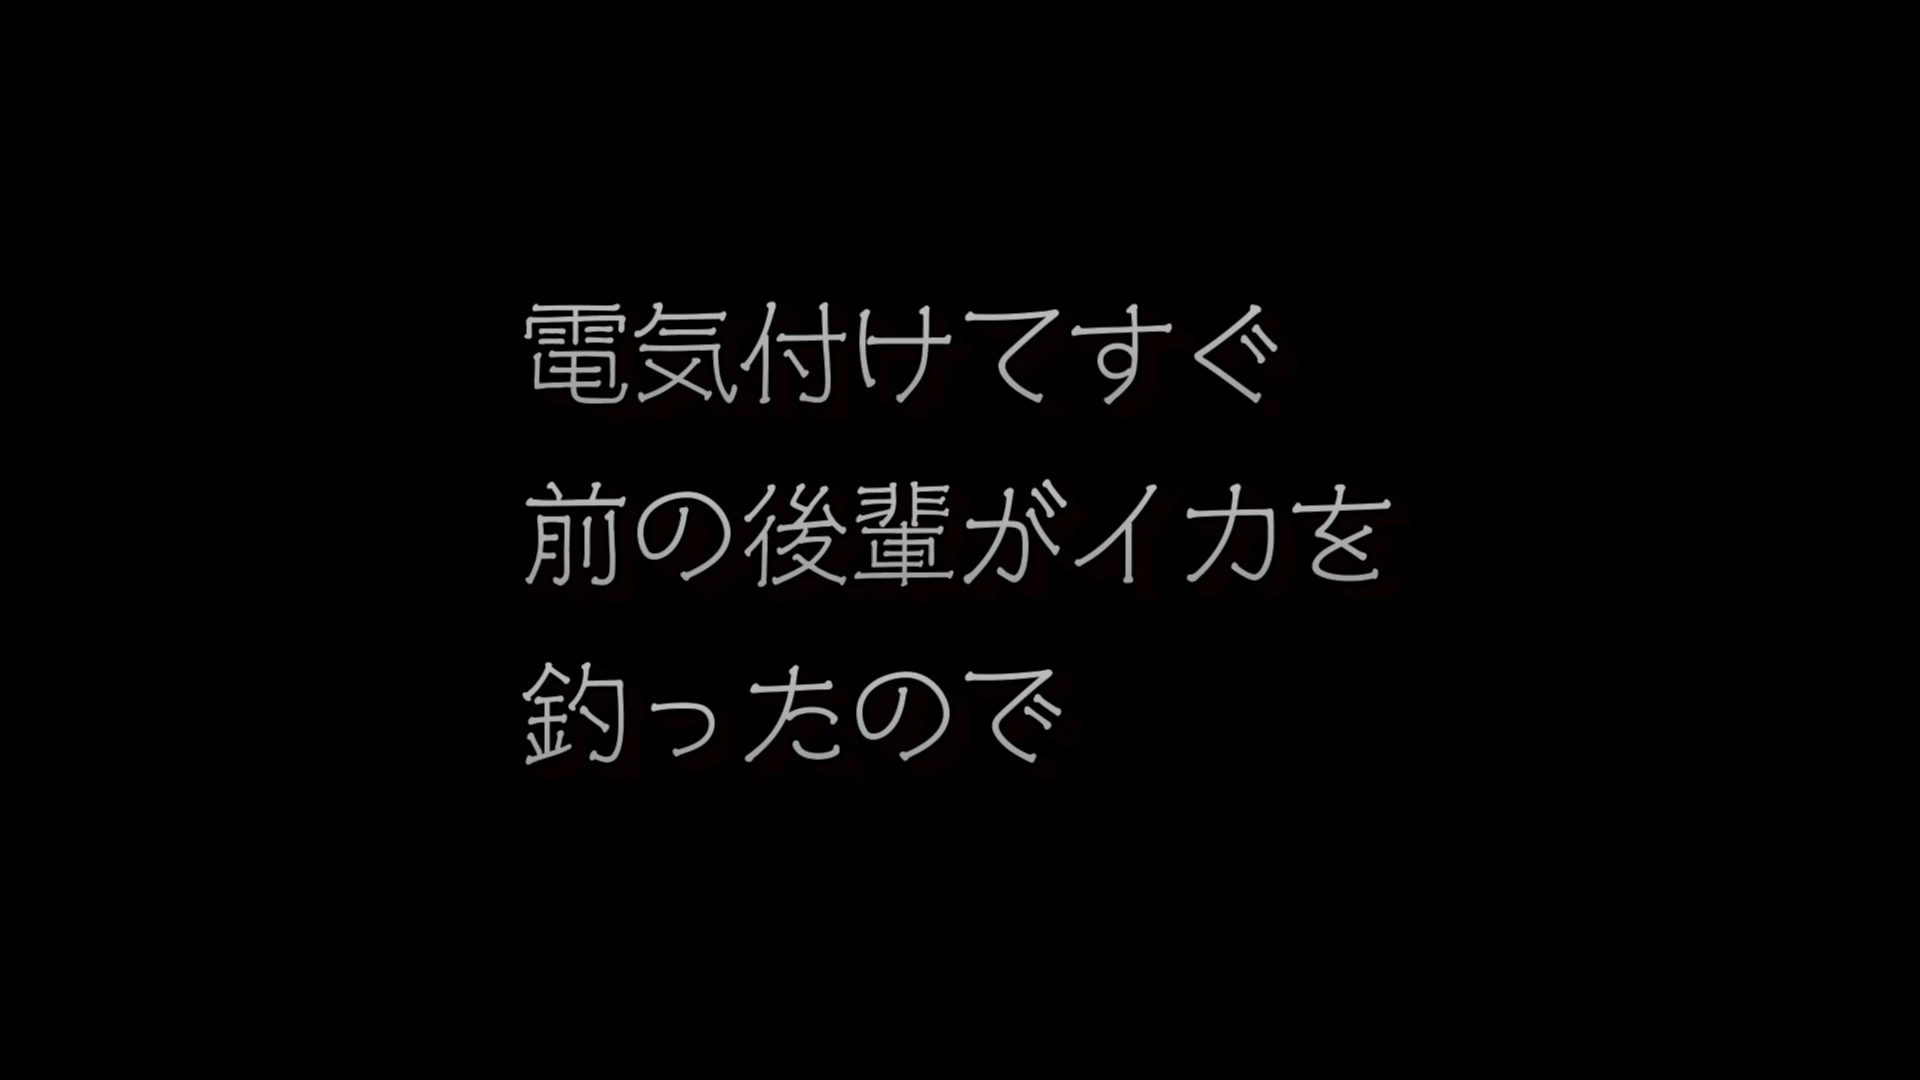 電気付けてすぐ
前の後輩がイカを
釣ったので